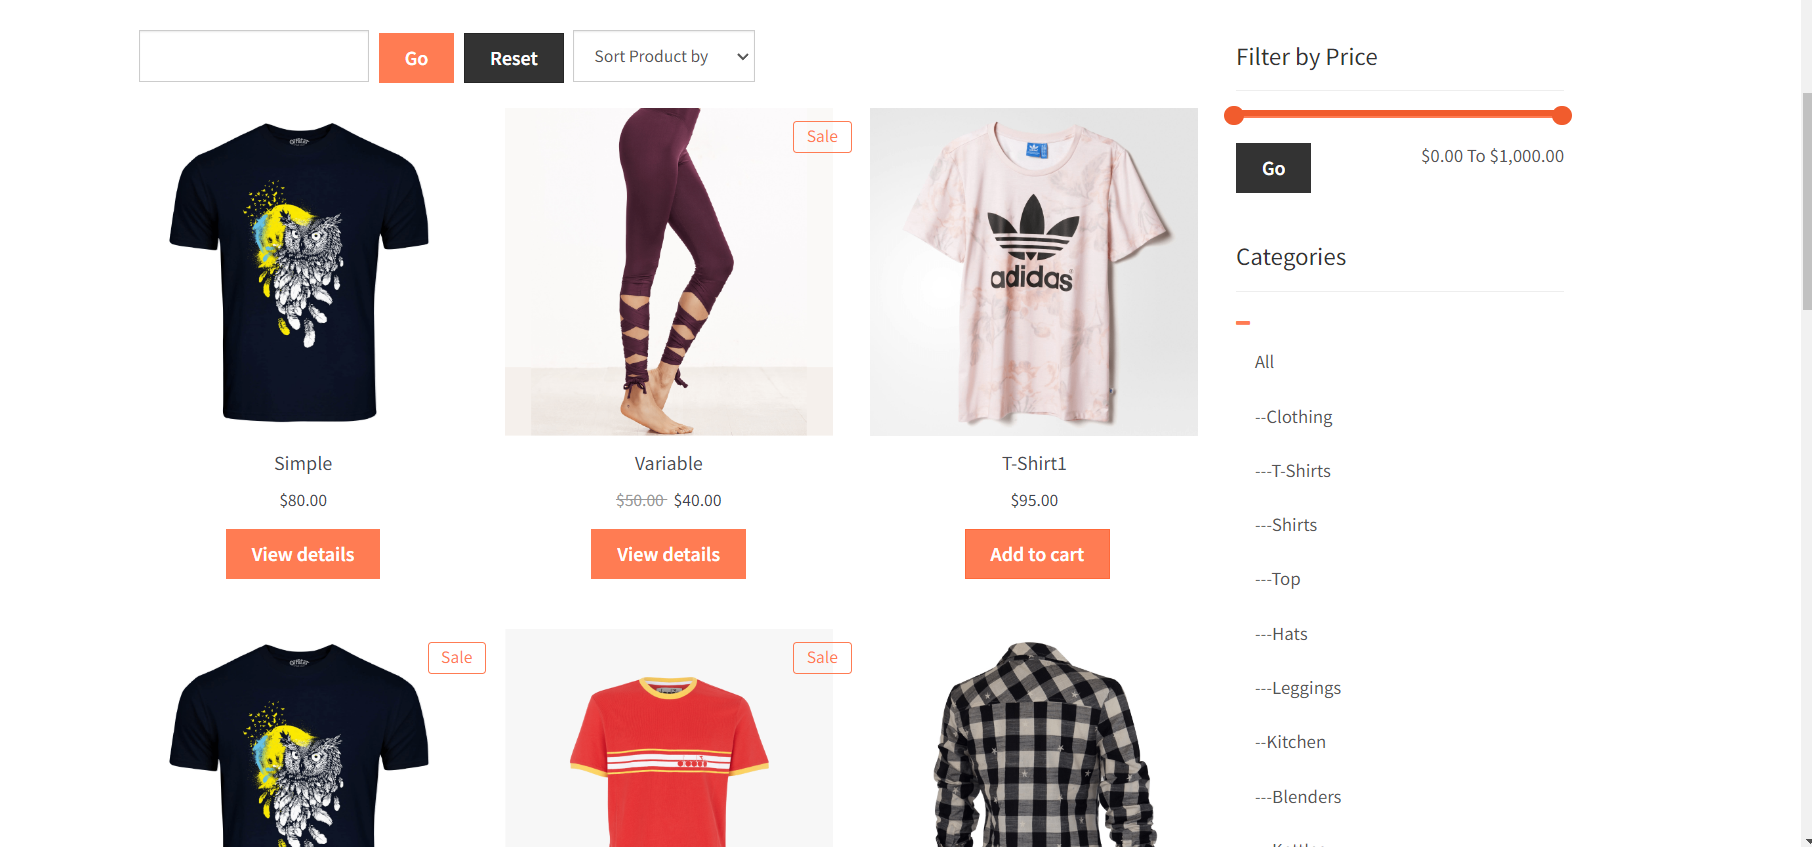 Go
Reset
Sort Product by
Sale
adidas
Simple
$80.00
View details
Variable
$50.00 $40.00
View details
T-Shirt1
$95.00
Add to cart
Sale
Sale
Filter by Price
Go
$0.00 To $1,000.00
Categories
All
--Clothing
---T-Shirts
---Shirts
---Top
---Hats
---Leggings
--Kitchen
---Blenders